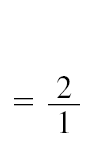 = 2/1